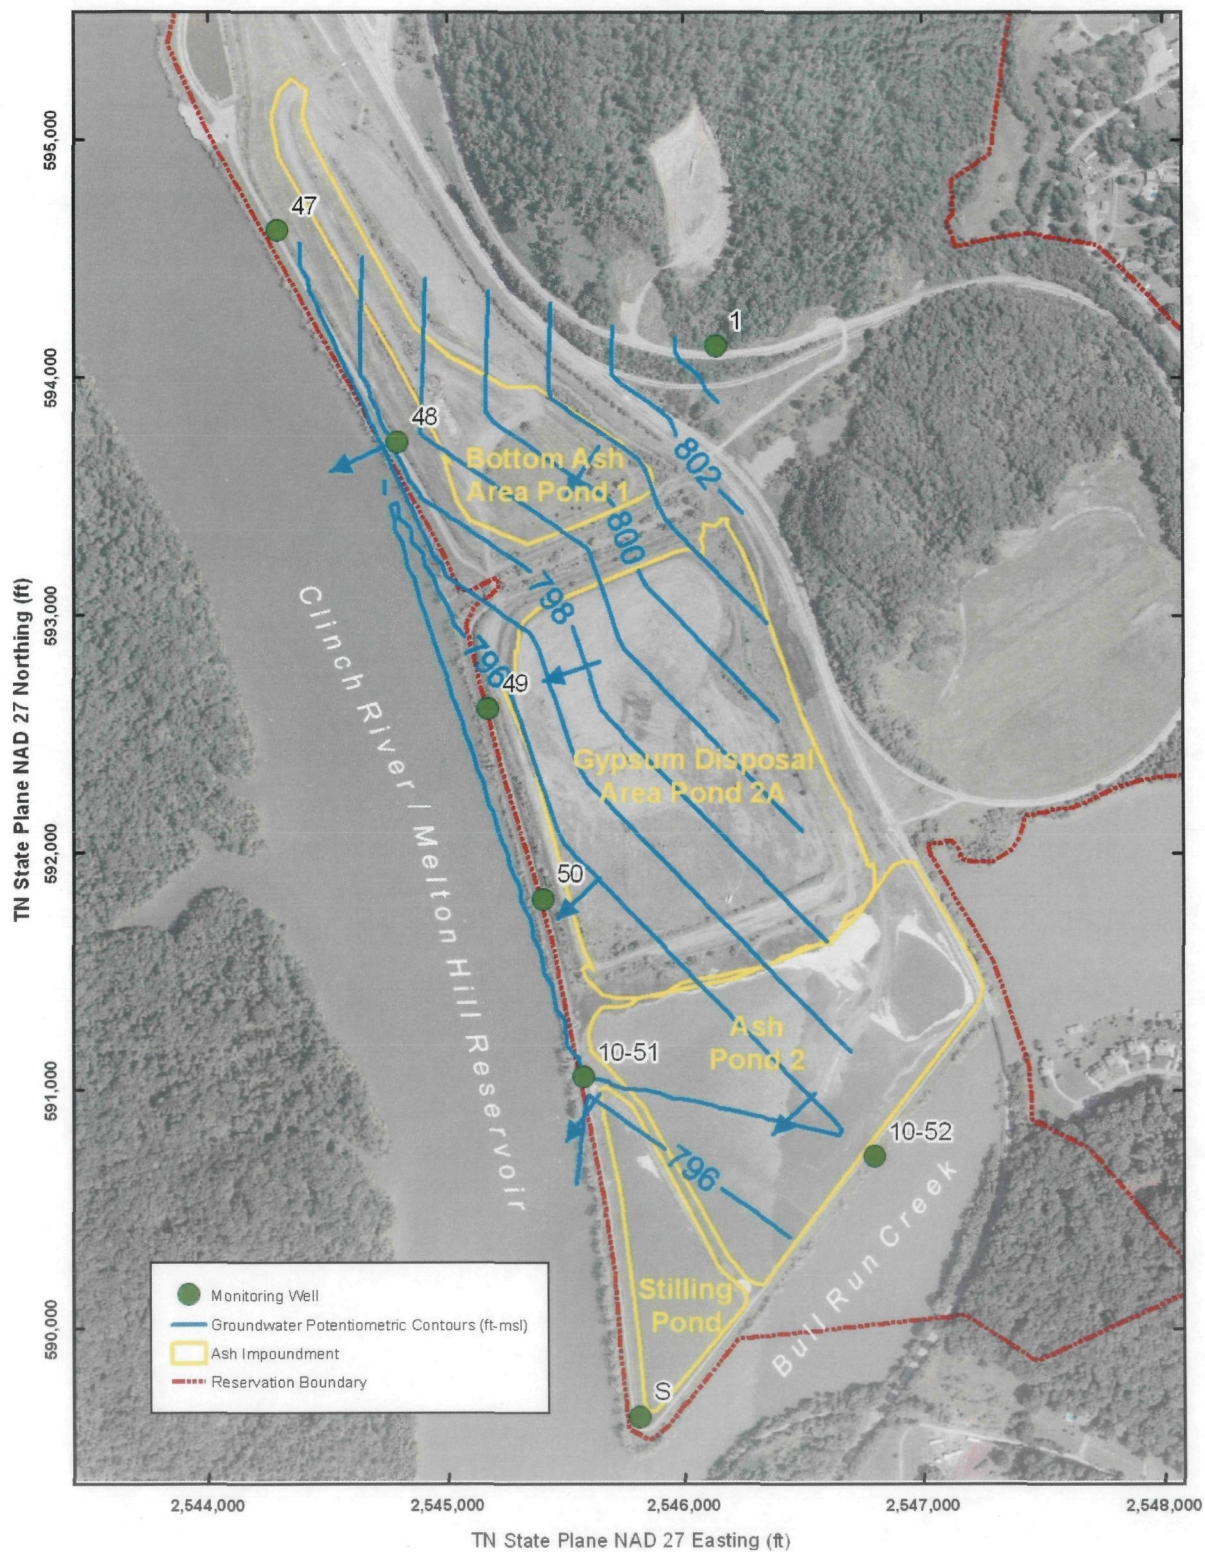 595,000
594,000
593,000
592,000
591,000
590,000
TN State Plane NAD 27 Northing (ft)
47
1
48
802
Bottom Ash
Area Pond 1
800
798
796
49
Gypsum Disposal
Area Pond 2A
50
Clinch River / Melton Hill Reservoir
Ash
Pond 2
10-51
10-52
796
Stilling
Pond
Bull Run Creek
S
Monitoring Well
Groundwater Potentiometric Contours (ft-msl)
Ash Impoundment
Reservation Boundary
2,544,000
2,545,000
2,546,000
2,547,000
2,548,000
TN State Plane NAD 27 Easting (ft)